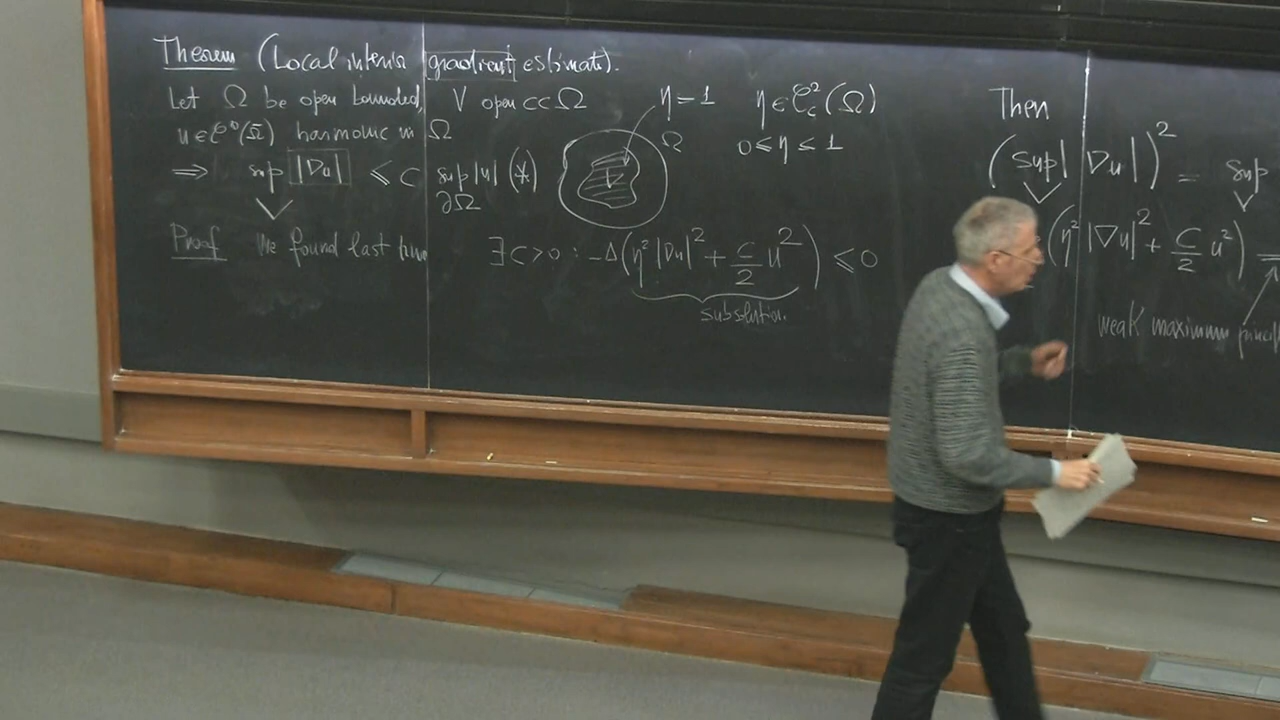 Theorem (Local interior gradient estimate).
Let Ω be open bounded, V open ⊂⊂ Ω
u ∈ C⁰(Ω̄) harmonic in Ω
⇒ sup |Du| ≤ C sup |u| (*)
V ∂Ω
η = 1
Ω
V
η ∈ C²_c(Ω)
0 ≤ η ≤ 1
Proof We found last time ∃ C > 0 : -Δ(η² |Du|² + C/2 u²) ≤ 0
subsolution.
Then
(sup | Du|)² = sup
V V
(η² |∇u|² + C/2 u²) =
weak maximum